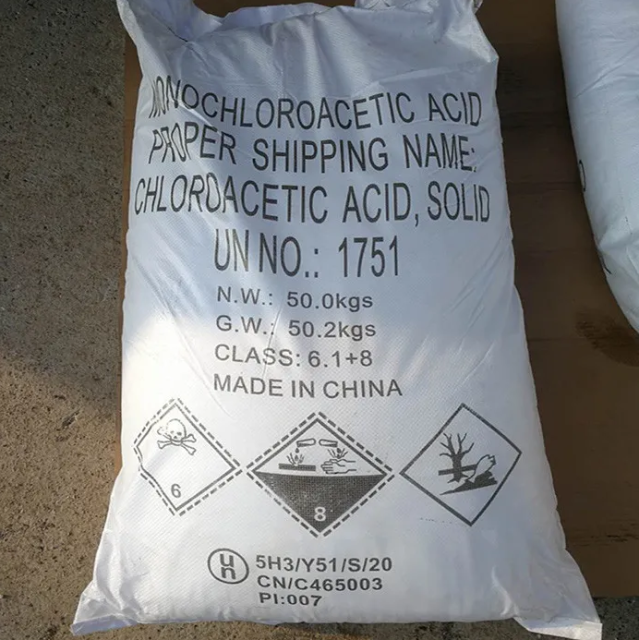 MONOCHLOROACETIC ACID
PROPER SHIPPING NAME:
CHLOROACETIC ACID, SOLID
UN NO.: 1751
N.W.: 50.0kgs
G.W.: 50.2kgs
CLASS: 6.1+8
MADE IN CHINA
6
8
un
5H3/Y51/S/20
CN/C465003
PI:007